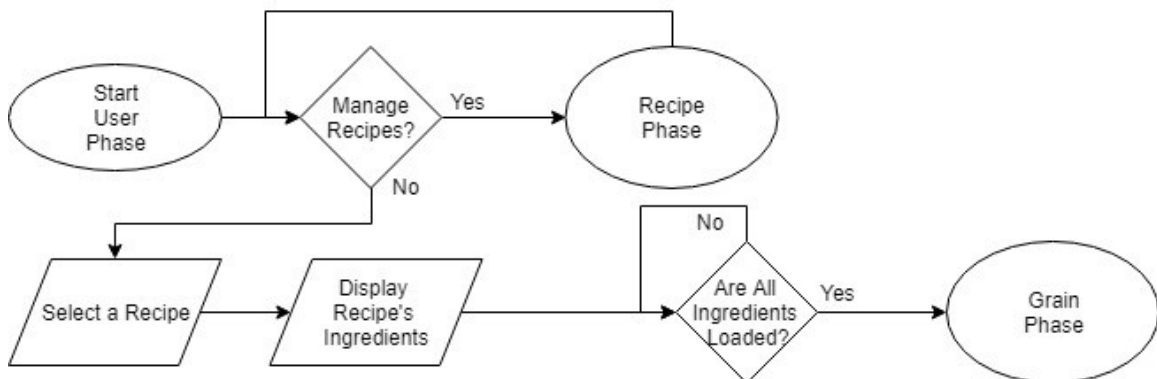 Start
User
Phase
Manage
Recipes?
Yes
Recipe
Phase
No
Select a Recipe
Display
Recipe's
Ingredients
No
Are All
Ingredients
Loaded?
Yes
Grain
Phase